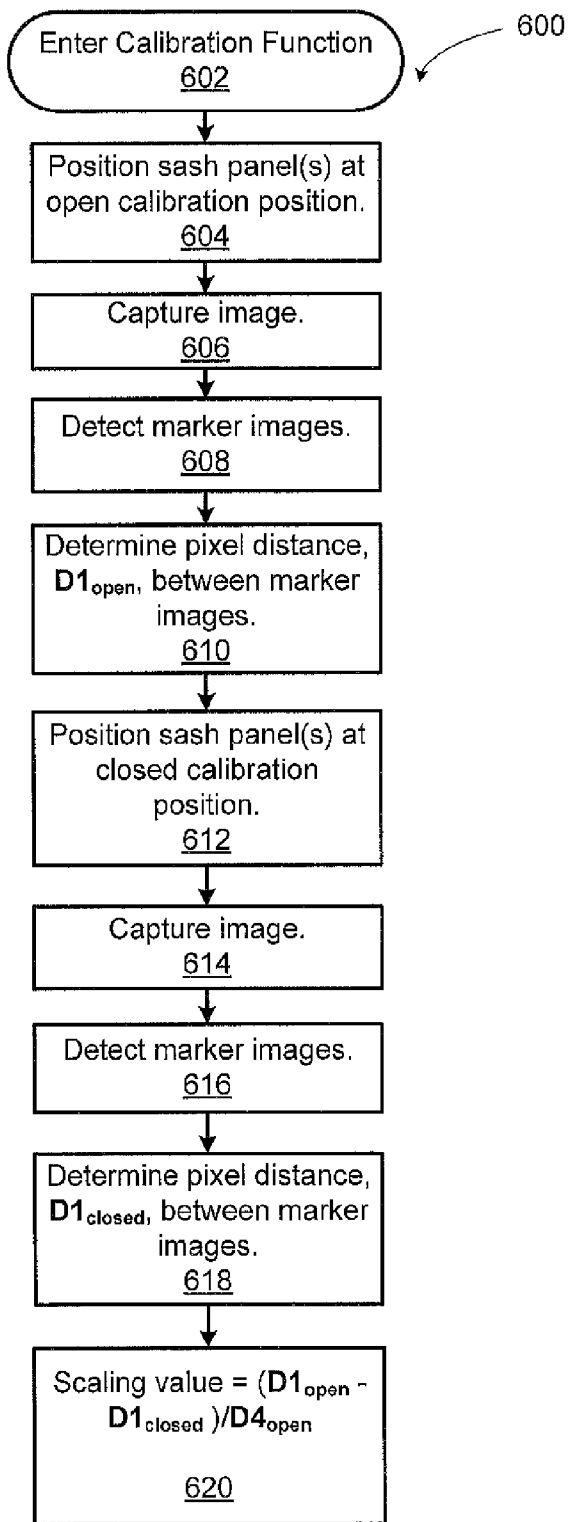 Enter Calibration Function
602
600
Position sash panel(s) at
open calibration position.
604
Capture image.
606
Detect marker images.
608
Determine pixel distance,
D1open, between marker
images.
610
Position sash panel(s) at
closed calibration
position.
612
Capture image.
614
Detect marker images.
616
Determine pixel distance,
D1closed, between marker
images.
618
Scaling value = (D1open -
D1closed )/D4open
620